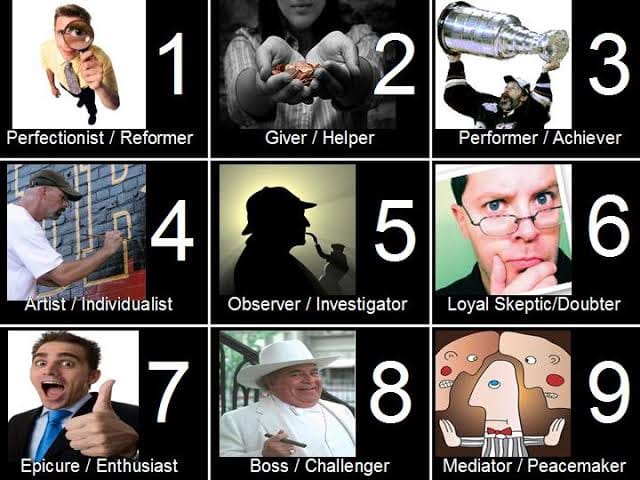 1
Perfectionist / Reformer
2
Giver / Helper
3
Performer / Achiever
4
Artist / Individualist
5
Observer / Investigator
6
Loyal Skeptic/Doubter
7
Epicure / Enthusiast
8
Boss / Challenger
9
Mediator / Peacemaker